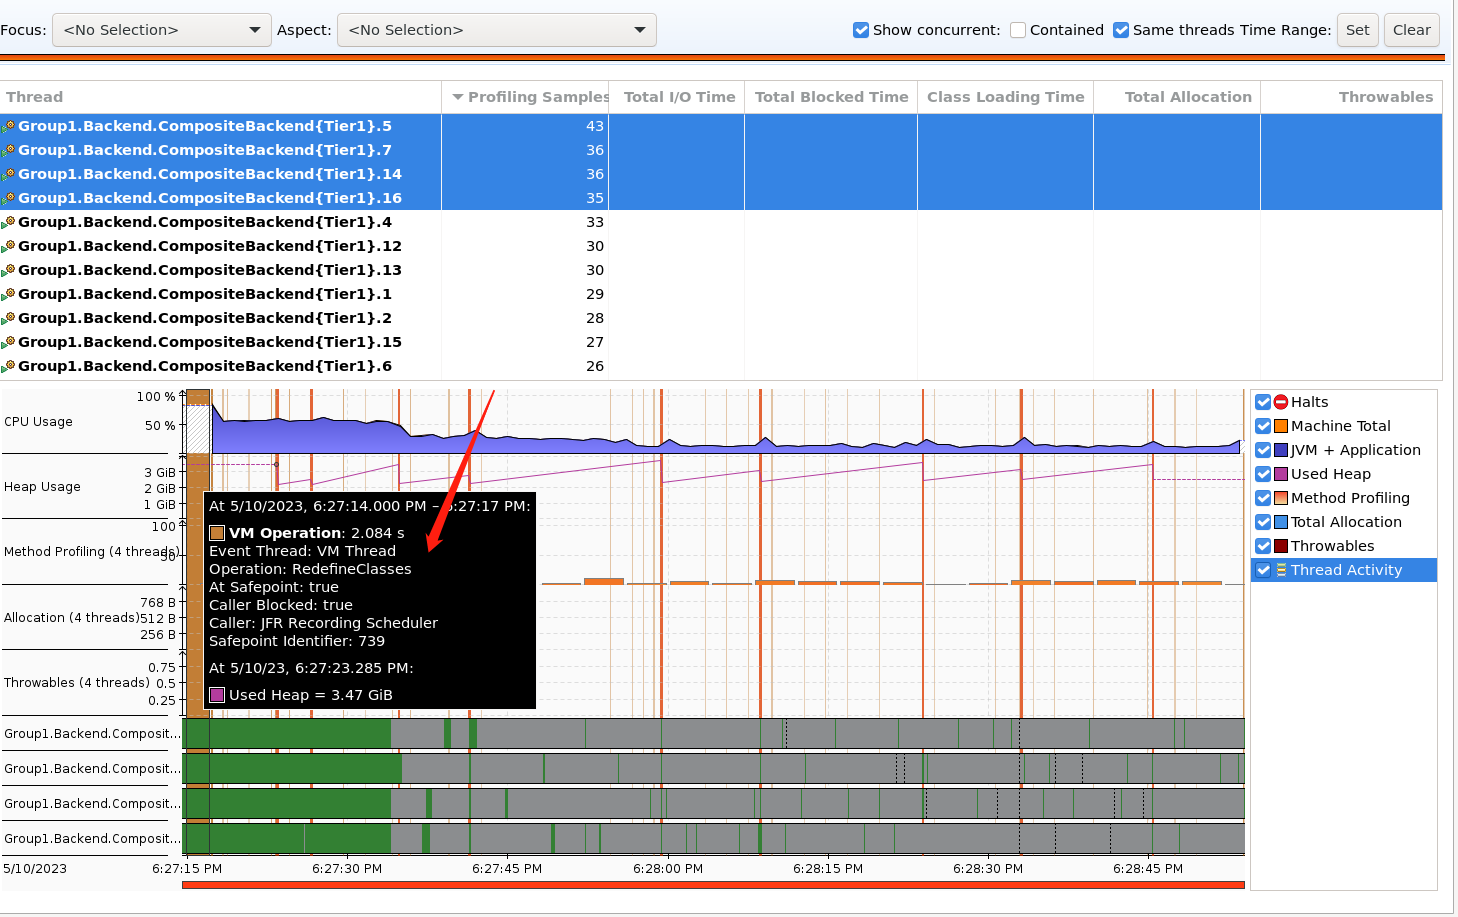 Focus: <No Selection> Aspect: <No Selection> Show concurrent: Contained Same threads Time Range: Set Clear
Thread Profiling Samples Total I/O Time Total Blocked Time Class Loading Time Total Allocation Throwables
Group1.Backend.CompositeBackend{Tier1}.5 43
Group1.Backend.CompositeBackend{Tier1}.7 36
Group1.Backend.CompositeBackend{Tier1}.14 36
Group1.Backend.CompositeBackend{Tier1}.16 35
Group1.Backend.CompositeBackend{Tier1}.4 33
Group1.Backend.CompositeBackend{Tier1}.12 30
Group1.Backend.CompositeBackend{Tier1}.13 30
Group1.Backend.CompositeBackend{Tier1}.1 29
Group1.Backend.CompositeBackend{Tier1}.2 28
Group1.Backend.CompositeBackend{Tier1}.15 27
Group1.Backend.CompositeBackend{Tier1}.6 26
CPU Usage
100 %
50 %
Heap Usage
3 GiB
2 GiB
1 GiB
Method Profiling (4 threads)
100
50
Allocation (4 threads)
768 B
512 B
256 B
Throwables (4 threads)
0.75
0.5
0.25
At 5/10/2023, 6:27:14.000 PM – 6:27:17 PM:
VM Operation: 2.084 s
Event Thread: VM Thread
Operation: RedefineClasses
At Safepoint: true
Caller Blocked: true
Caller: JFR Recording Scheduler
Safepoint Identifier: 739
At 5/10/23, 6:27:23.285 PM:
Used Heap = 3.47 GiB
Halts
Machine Total
JVM + Application
Used Heap
Method Profiling
Total Allocation
Throwables
Thread Activity
Group1.Backend.Composit...
Group1.Backend.Composit...
Group1.Backend.Composit...
Group1.Backend.Composit...
5/10/2023 6:27:15 PM 6:27:30 PM 6:27:45 PM 6:28:00 PM 6:28:15 PM 6:28:30 PM 6:28:45 PM